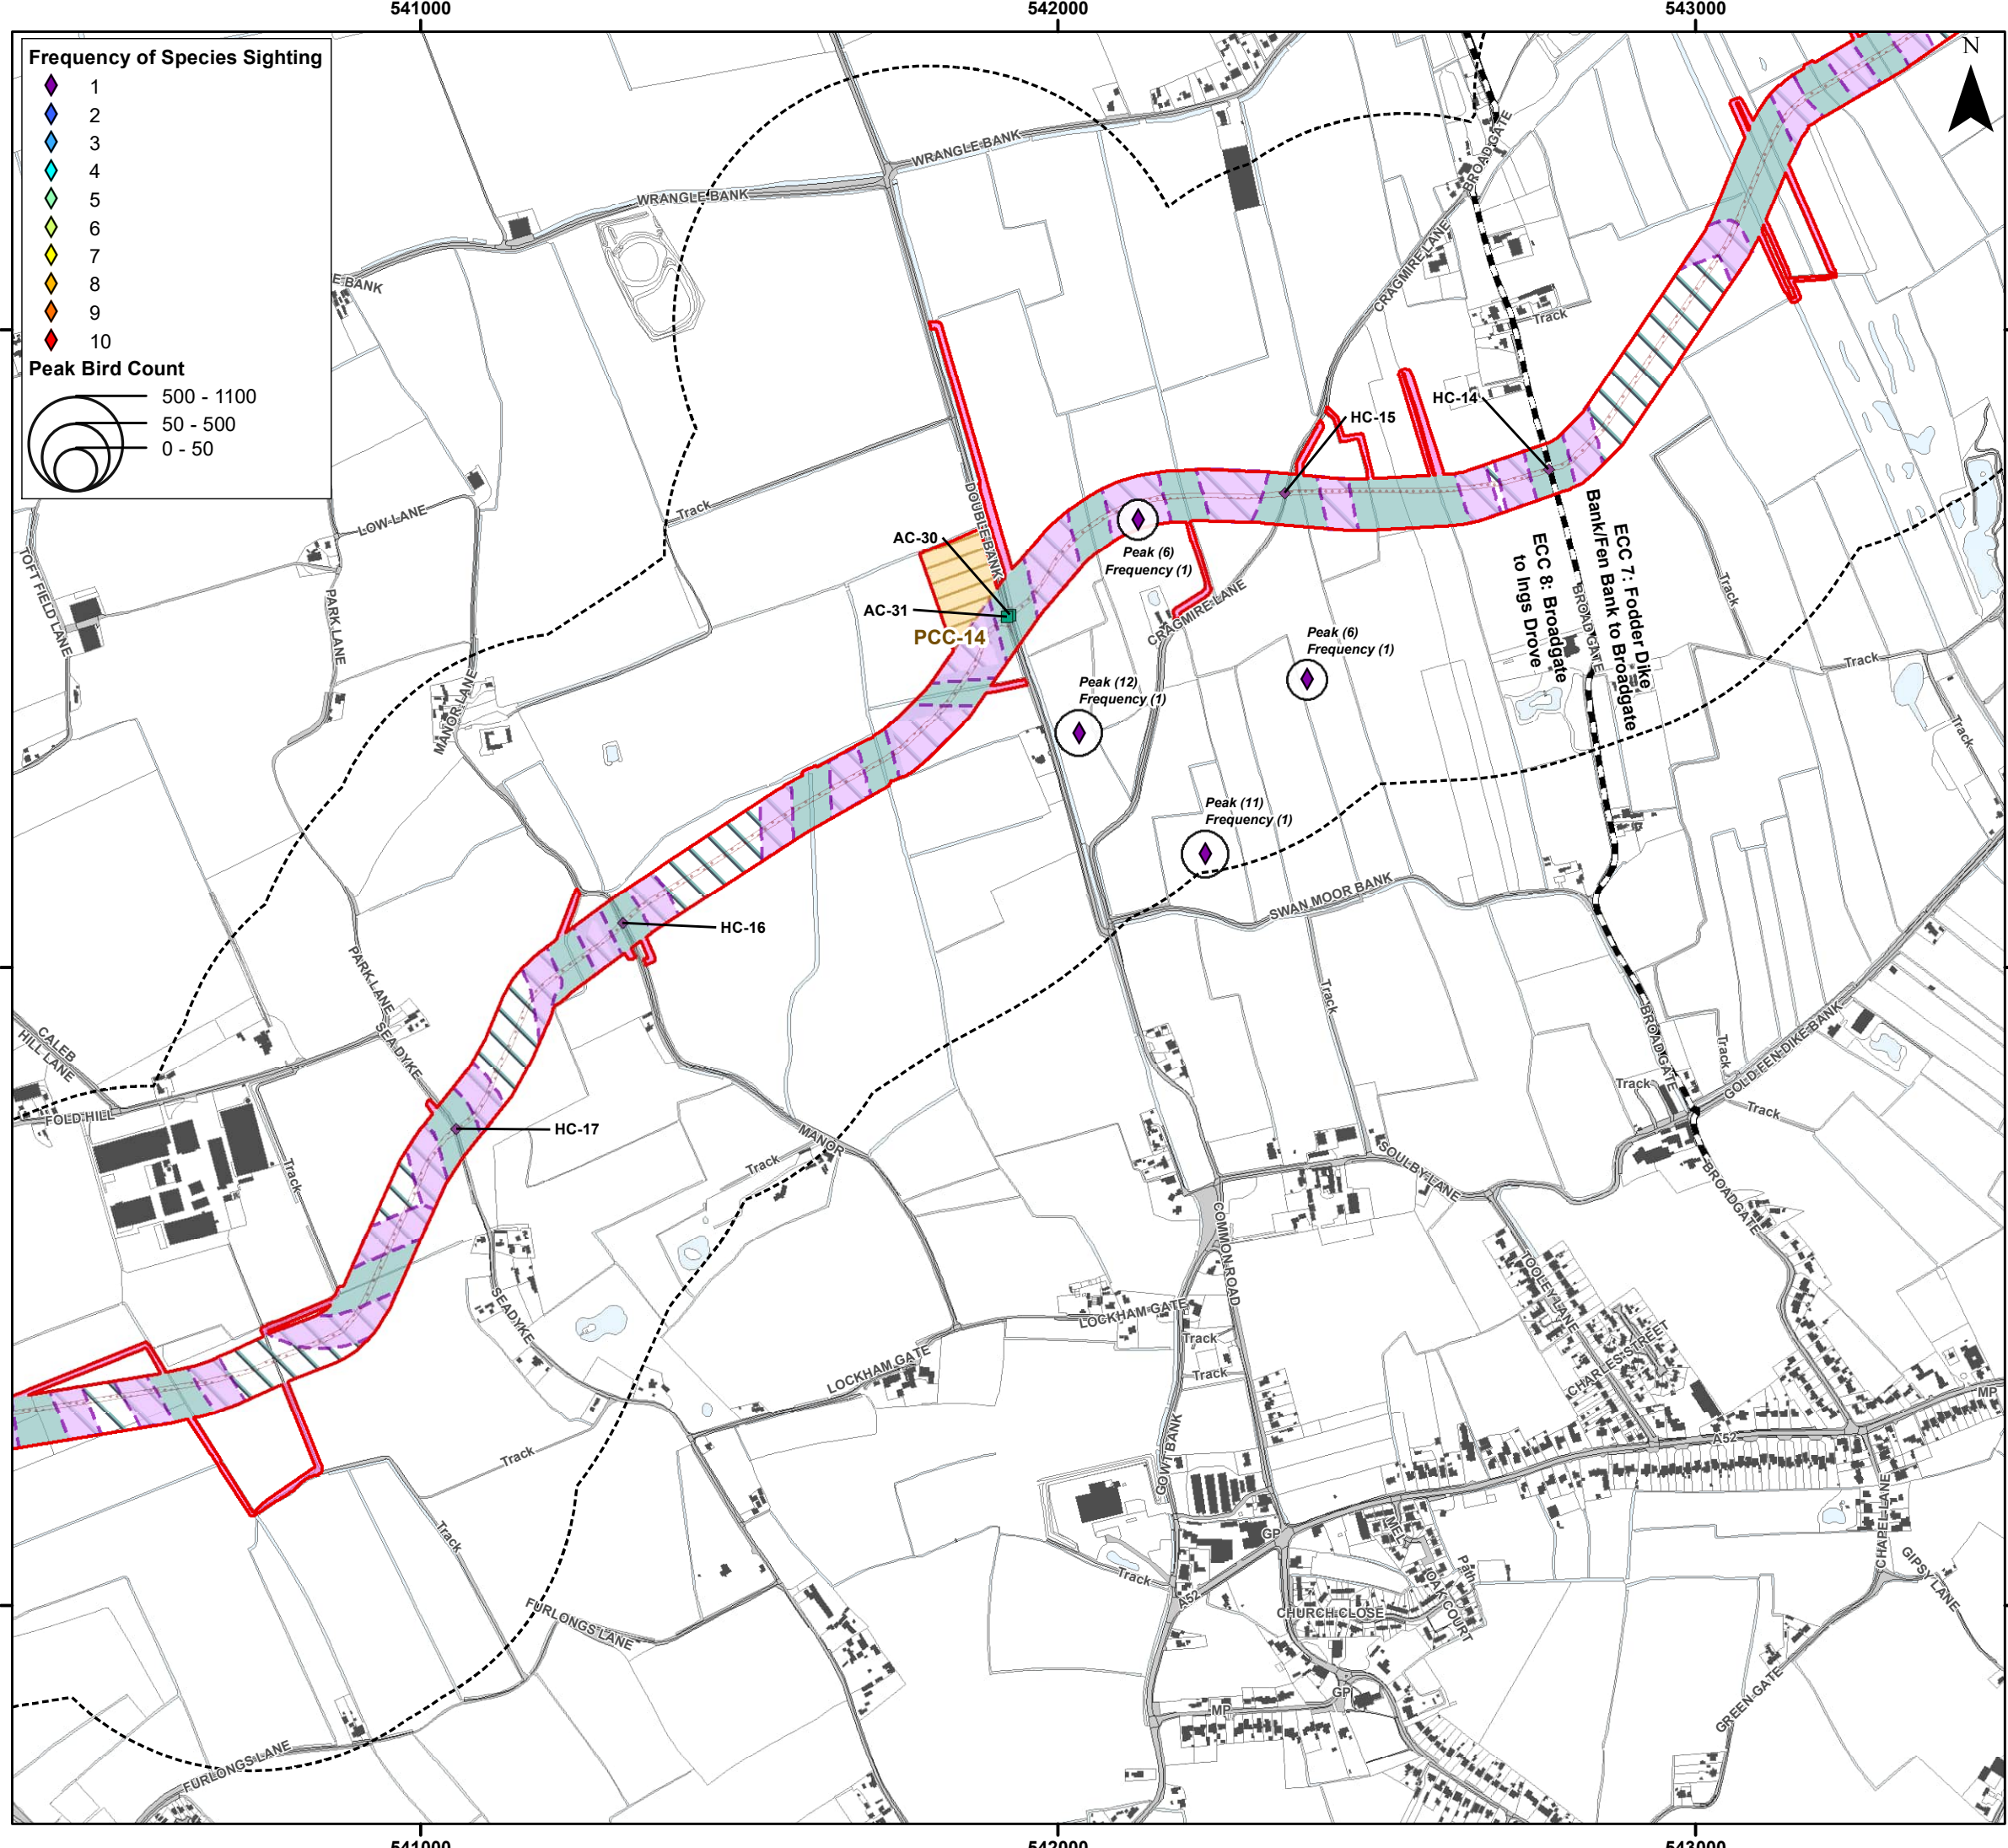 541000
542000
543000
Frequency of Species Sighting
1
2
3
4
5
6
7
8
9
10
Peak Bird Count
500 - 1100
50 - 500
0 - 50
N
WRANGLE BANK
WRANGLE BANK
E BANK
BROADGATE
CRAGMIRE LANE
Track
HC-14
HC-15
DOUBLE BANK
Track
LOW LANE
TOFT FIELD LANE
PARK LANE
AC-30
AC-31
PCC-14
Peak (6)
Frequency (1)
CRAGMIRE LANE
Peak (6)
Frequency (1)
Peak (12)
Frequency (1)
Peak (11)
Frequency (1)
ECC 7: Fodder Dike
Bank/Fen Bank to Broadgate
ECC 8: Broadgate
to Ings Drove
BROADGATE
Track
Track
Track
MANOR LANE
SWAN MOOR BANK
HC-16
PARK LANE
SEA DYKE
CALEB
HILL LANE
FOLD HILL
Track
HC-17
Track
MANOR
Track
BROADGATE
Track
Track
GOLD FEN DIKE BANK
Track
SOULBY LANE
BROADGATE
COMMON ROAD
TOOLEY LANE
CHARLES STREET
SEADYKE
LOCKHAM GATE
Track
Track
LOCKHAM GATE
GOWT BANK
A52
MP
Track
Track
GP
MEL
OAK COURT
Path
Track
A52
CHURCH CLOSE
CHAPEL LANE
GIPSY LANE
GREEN GATE
FURLONGS LANE
FURLONGS LANE
GP
MP
541000
542000
543000